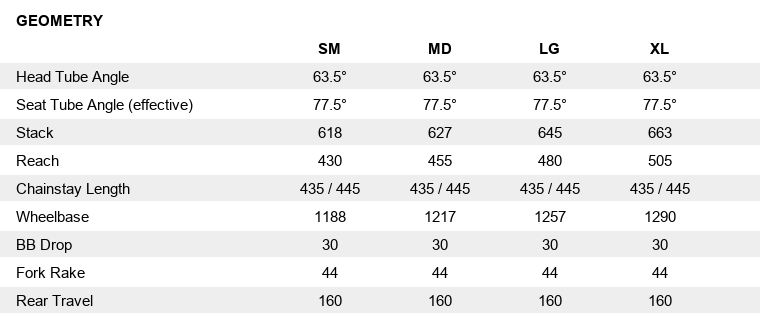 GEOMETRY
SM MD LG XL
Head Tube Angle 63.5° 63.5° 63.5° 63.5°
Seat Tube Angle (effective) 77.5° 77.5° 77.5° 77.5°
Stack 618 627 645 663
Reach 430 455 480 505
Chainstay Length 435 / 445 435 / 445 435 / 445 435 / 445
Wheelbase 1188 1217 1257 1290
BB Drop 30 30 30 30
Fork Rake 44 44 44 44
Rear Travel 160 160 160 160